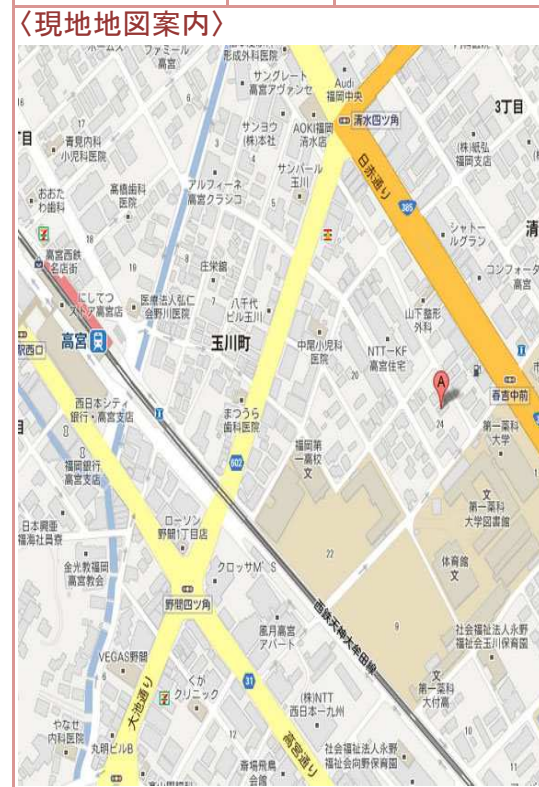 〈現地地図案内〉
ファミール
高宮
形成外科医院
サングレート
高宮アヴァンセ
Audi
福岡中央
清水四ツ角
3丁目
17
青見内科
小児科医院
サンヨウ
(株)本社
AOKI福岡
清水店
(株)紙弘
福岡支店
日赤通り
サンパール
玉川
おおた
わ歯科
高橋歯科
医院
アルフィーネ
高宮クラシコ
385
シャトー
ルグラン
清
高宮西鉄
名店街
18
庄栄舘
コンフォータ
高宮
にしてつ
ストア高宮店
医療法人弘仁
会野川医院
八千代
ビル玉川
山下整形
外科
高宮
駅西口
玉川町
中尾小児科
医院
NTT-KF
高宮住宅
20
A
春吉中前
西日本シティ
銀行・高宮支店
まつうら
歯科医院
24
第一薬科
大学
福岡第
一高校
文
602
福岡銀行
高宮支店
文
第一薬科
大学図書館
日本興亜
福海社員寮
ローソン
野間1丁目店
22
体育館
文
金光教福岡
高宮教会
クロッサM'S
野間四ツ角
西鉄天神大牟田線
風月高宮
アパート
9
社会福祉法人永野
福祉会玉川保育園
VEGAS野間
31
文
第一薬科
大付高
くが
クリニック
大池通り
(株)NTT
西日本-九州
やなせ
内科医院
丸明ビルB
12
高宮通り
社会福祉法人永野
福祉会向野保育園
10
斎場飛鳥
会館
11